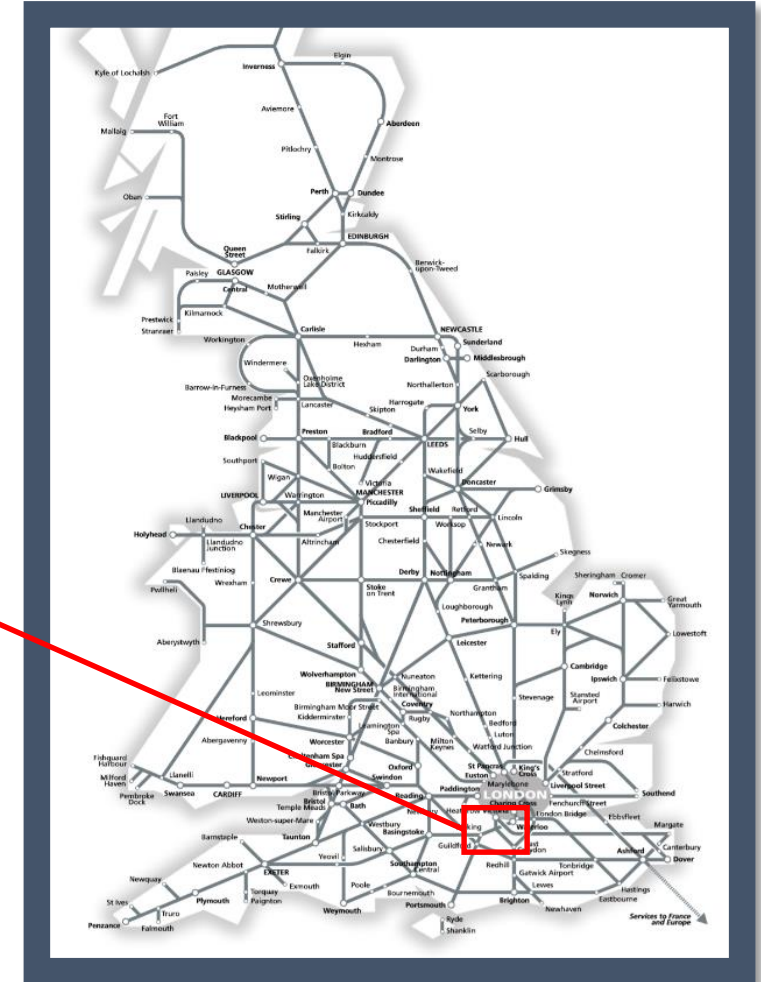 Elgin
Inverness
Kyle of Lochalsh
Aviemore
Fort
William
Mallaig
Aberdeen
Pitlochry
Montrose
Perth
Dundee
Oban
Stirling
Kirkcaldy
EDINBURGH
Queen
Street
Falkirk
Berwick-
upon-Tweed
Paisley
GLASGOW
Central
Motherwell
Prestwick
Kilmarnock
Stranraer
Carlisle
NEWCASTLE
Workington
Hexham
Sunderland
Durham
Darlington
Middlesbrough
Windermere
Scarborough
Oxenholme
Lake District
Barrow-in-Furness
Northallerton
Morecambe
Heysham Port
Lancaster
Harrogate
York
Skipton
Blackpool
Preston
Bradford
Selby
Blackburn
LEEDS
Hull
Huddersfield
Southport
Bolton
Wakefield
Wigan
Victoria
Doncaster
LIVERPOOL
Warrington
MANCHESTER
Piccadilly
Grimsby
Manchester
Airport
Sheffield
Retford
Llandudno
Stockport
Worksop
Lincoln
Holyhead
Chester
Llandudno
Junction
Altrincham
Chesterfield
Newark
Skegness
Blaenau Ffestiniog
Wrexham
Crewe
Stoke
on Trent
Derby
Nottingham
Grantham
Spalding
Sheringham
Cromer
Pwllheli
Kings
Lynn
Norwich
Great
Yarmouth
Loughborough
Shrewsbury
Peterborough
Ely
Lowestoft
Aberystwyth
Stafford
Leicester
Wolverhampton
Nuneaton
Cambridge
BIRMINGHAM
New Street
Birmingham
International
Kettering
Ipswich
Felixstowe
Leominster
Coventry
Stevenage
Stansted
Airport
Birmingham Moor Street
Harwich
Kidderminster
Rugby
Northampton
Hereford
Leamington
Spa
Bedford
Colchester
Abergavenny
Worcester
Banbury
Milton
Keynes
Luton
Watford Junction
Chelmsford
Fishguard
Harbour
Cheltenham Spa
Gloucester
Oxford
St Pancras
King's
Cross
Milford
Haven
Llanelli
Swindon
Euston
Stratford
Marylebone
Liverpool Street
Pembroke
Dock
Swansea
CARDIFF
Newport
Bristol Parkway
Reading
Paddington
LONDON
Southend
Bristol
Temple Meads
Bath
Charing Cross
Fenchurch Street
London Bridge
Ebbsfleet
Weston-super-Mare
Westbury
Waterloo
Margate
Barnstaple
Taunton
Basingstoke
Guildford
Canterbury
Salisbury
Ashford
Dover
Newton Abbot
Yeovil
Redhill
Tonbridge
EXETER
Southampton
Central
Gatwick Airport
Newquay
Exmouth
Poole
Lewes
Hastings
St Ives
Plymouth
Torquay
Paignton
Bournemouth
Eastbourne
Truro
Weymouth
Portsmouth
Brighton
Newhaven
Penzance
Falmouth
Ryde
Shanklin
Services to France
and Europe